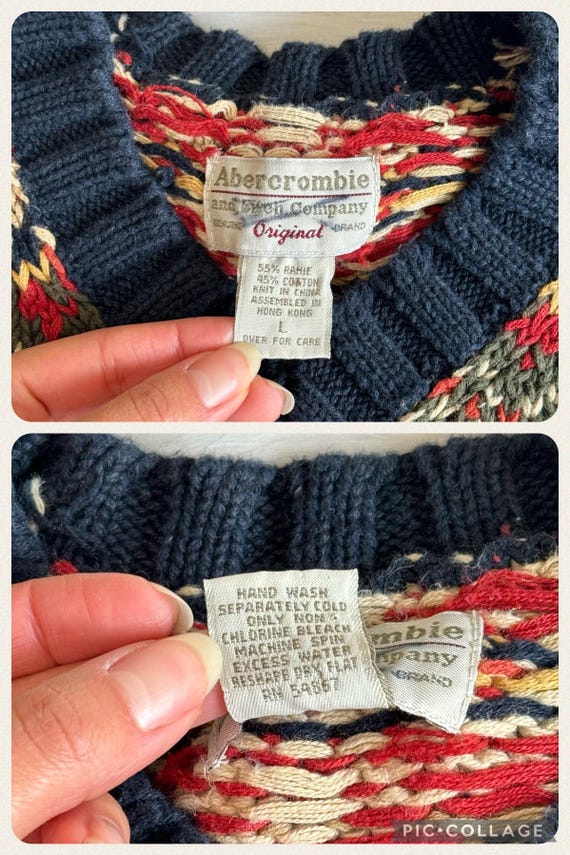 Abercrombie
and Fitch Company
GENUINE Original BRAND
55% RAMIE
45% COTTON
KNIT IN CHINA
ASSEMBLED IN
HONG KONG
L
OVER FOR CARE
HAND WASH
SEPARATELY COLD
ONLY NON-
CHLORINE BLEACH
MACHINE SPIN
EXCESS WATER
RESHAPE DRY FLAT
RN 54867
mbie
mpany
BRAND
PIC•COLLAGE